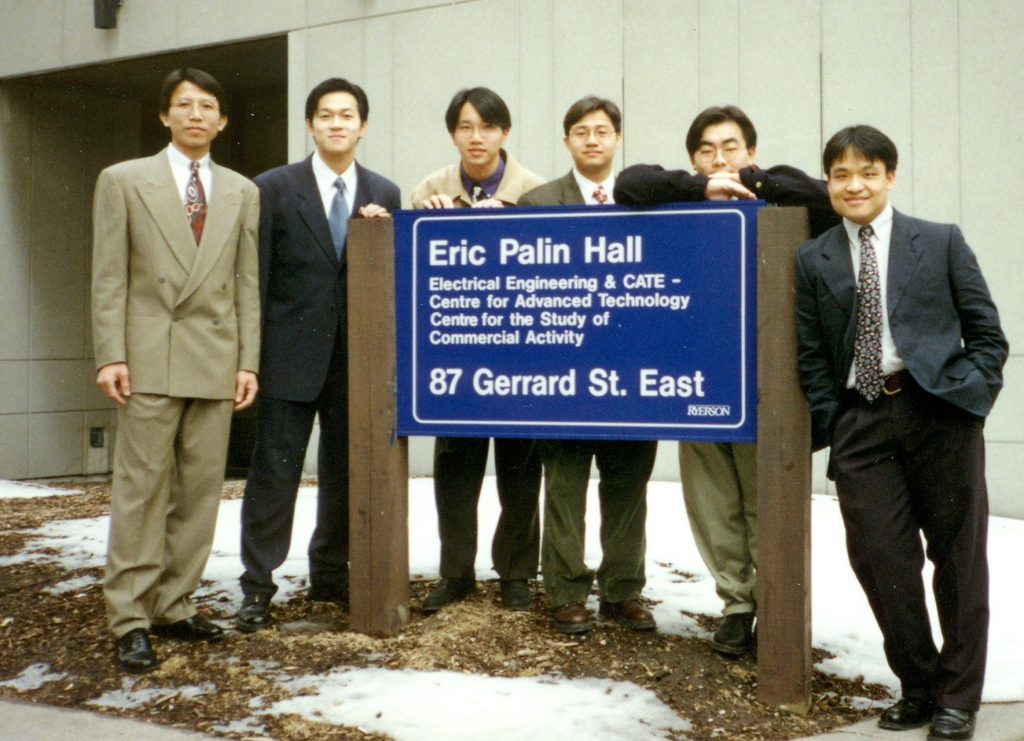 Eric Palin Hall
Electrical Engineering & CATE -
Centre for Advanced Technology
Centre for the Study of
Commercial Activity
87 Gerrard St. East
RYERSON